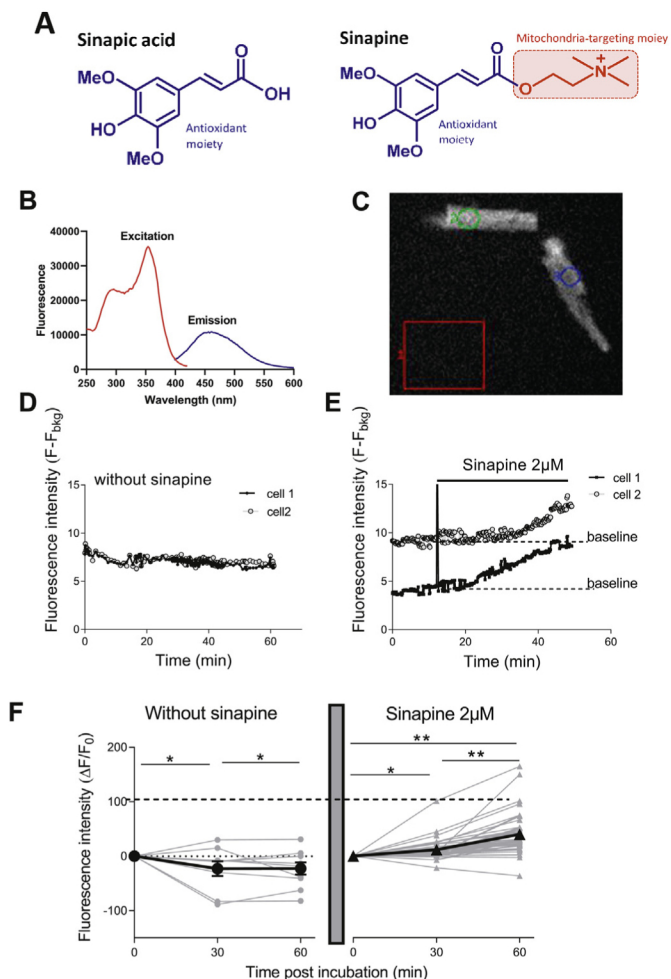 A
Sinapic acid
Sinapine
Mitochondria-targeting moiey
MeO
O
OH
HO
MeO
Antioxidant
moiety
MeO
O
O
N
+
HO
MeO
Antioxidant
moiety
B
C
Fluorescence
40000
30000
20000
10000
0
Excitation
Emission
250 300 350 400 450 500 550 600
Wavelength (nm)
D
Fluorescence intensity (F-Fbkg)
without sinapine
cell 1
cell2
15
10
5
0
0 20 40 60
Time (min)
E
Fluorescence intensity (F-Fbkg)
Sinapine 2µM
cell 1
cell 2
15
10
5
0
baseline
baseline
0 20 40 60
Time (min)
F
Without sinapine
Sinapine 2µM
Fluorescence intensity (ΔF/F0)
200
100
0
-100
* *
**
* **
0 30 60
0 30 60
Time post incubation (min)